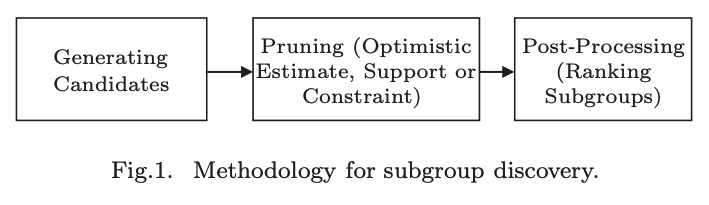 Generating
Candidates
Pruning (Optimistic
Estimate, Support or
Constraint)
Post-Processing
(Ranking
Subgroups)
Fig.1. Methodology for subgroup discovery.